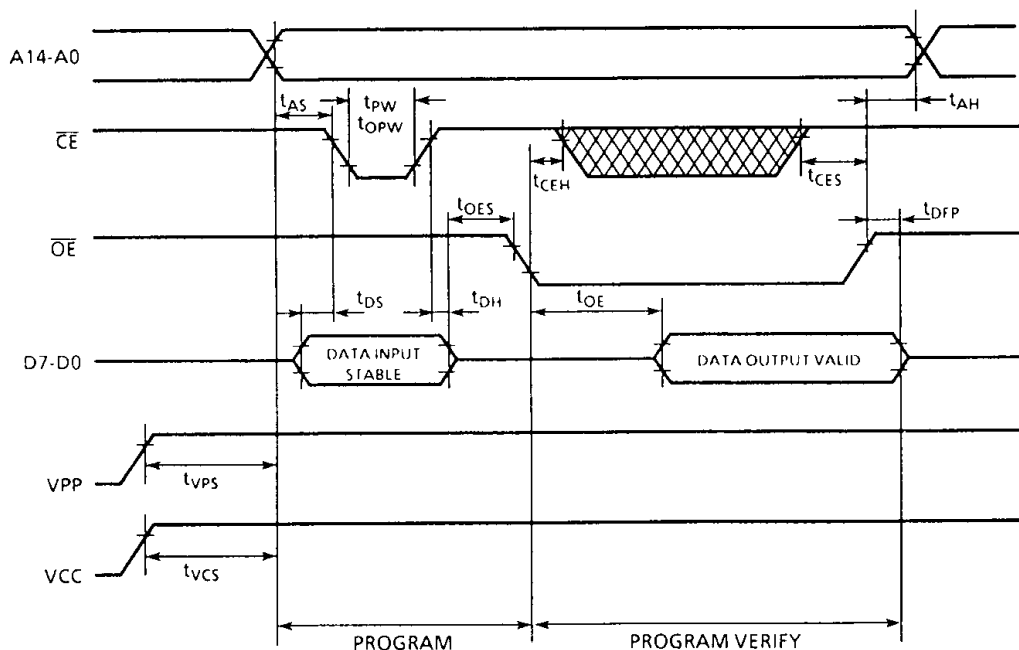 A14-A0
tAS
tPW
tOPW
tAH
CE
tCEH
tCES
tOES
tDFP
OE
tDS
tDH
tOE
D7-D0
DATA INPUT
STABLE
DATA OUTPUT VALID
VPP
tVPS
VCC
tVCS
PROGRAM
PROGRAM VERIFY